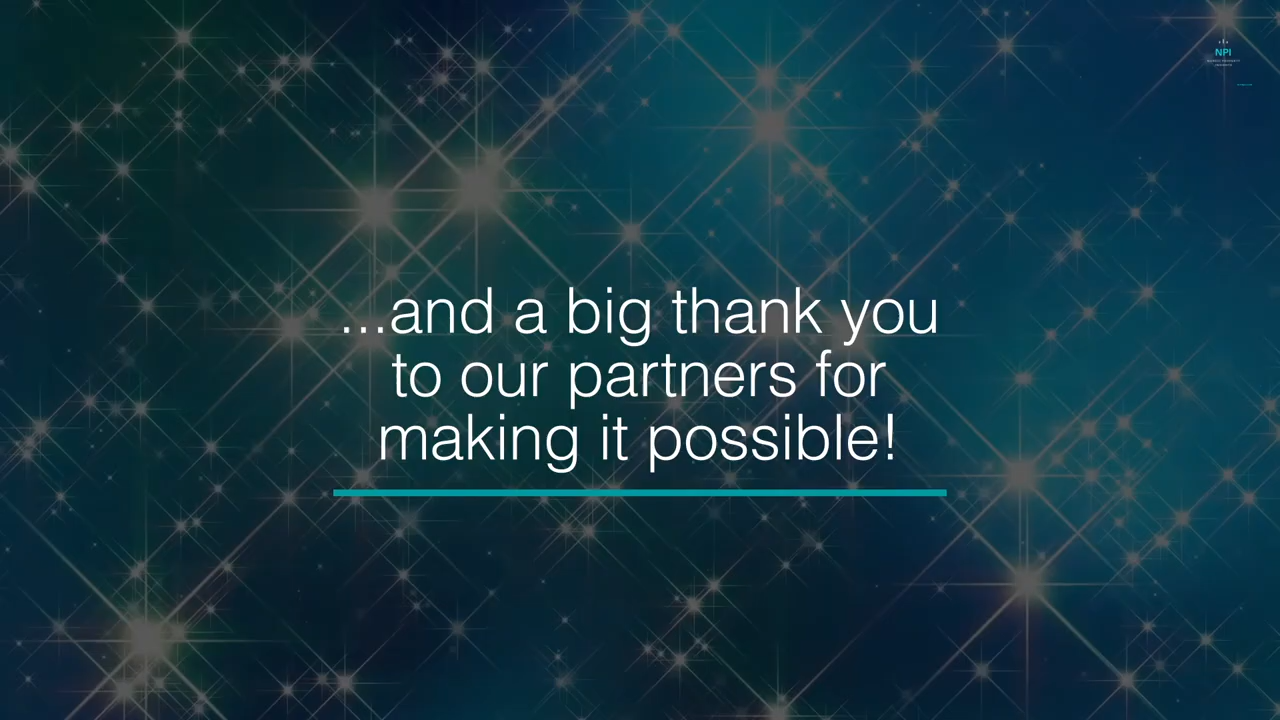 NPI
...and a big thank you
to our partners for
making it possible!